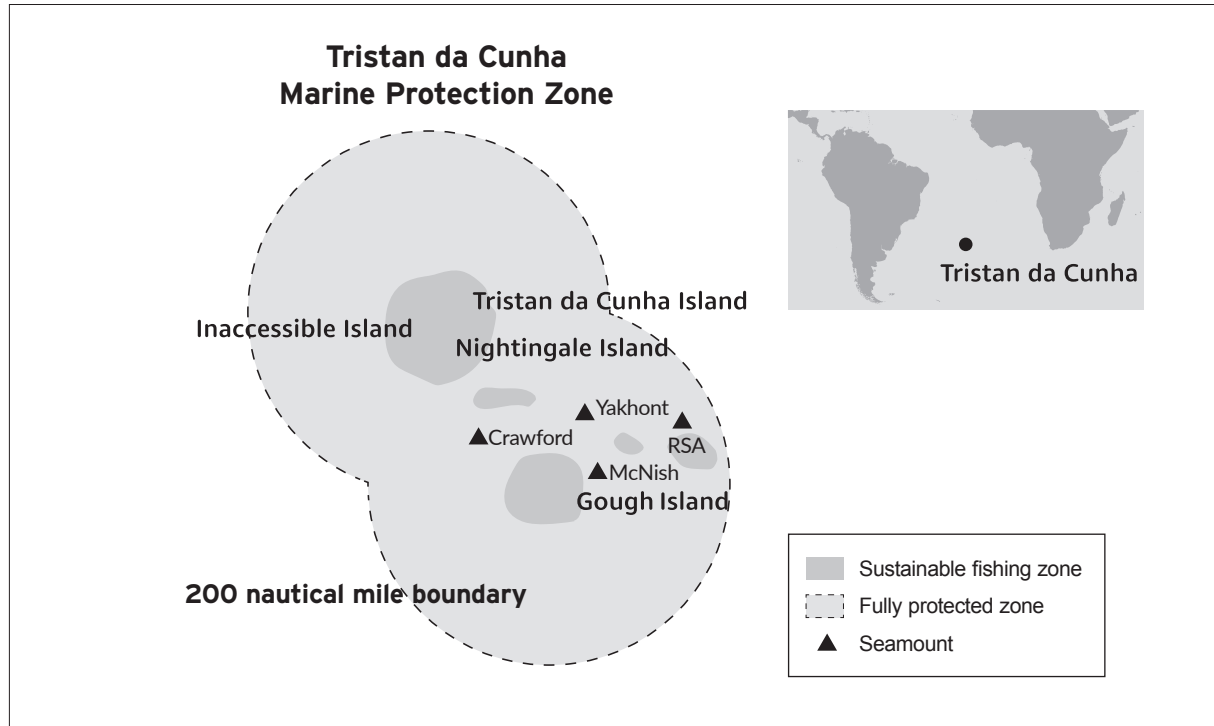 Tristan da Cunha
Marine Protection Zone
Tristan da Cunha
Tristan da Cunha Island
Inaccessible Island
Nightingale Island
Yakhont
Crawford
RSA
McNish
Gough Island
200 nautical mile boundary
Sustainable fishing zone
Fully protected zone
Seamount